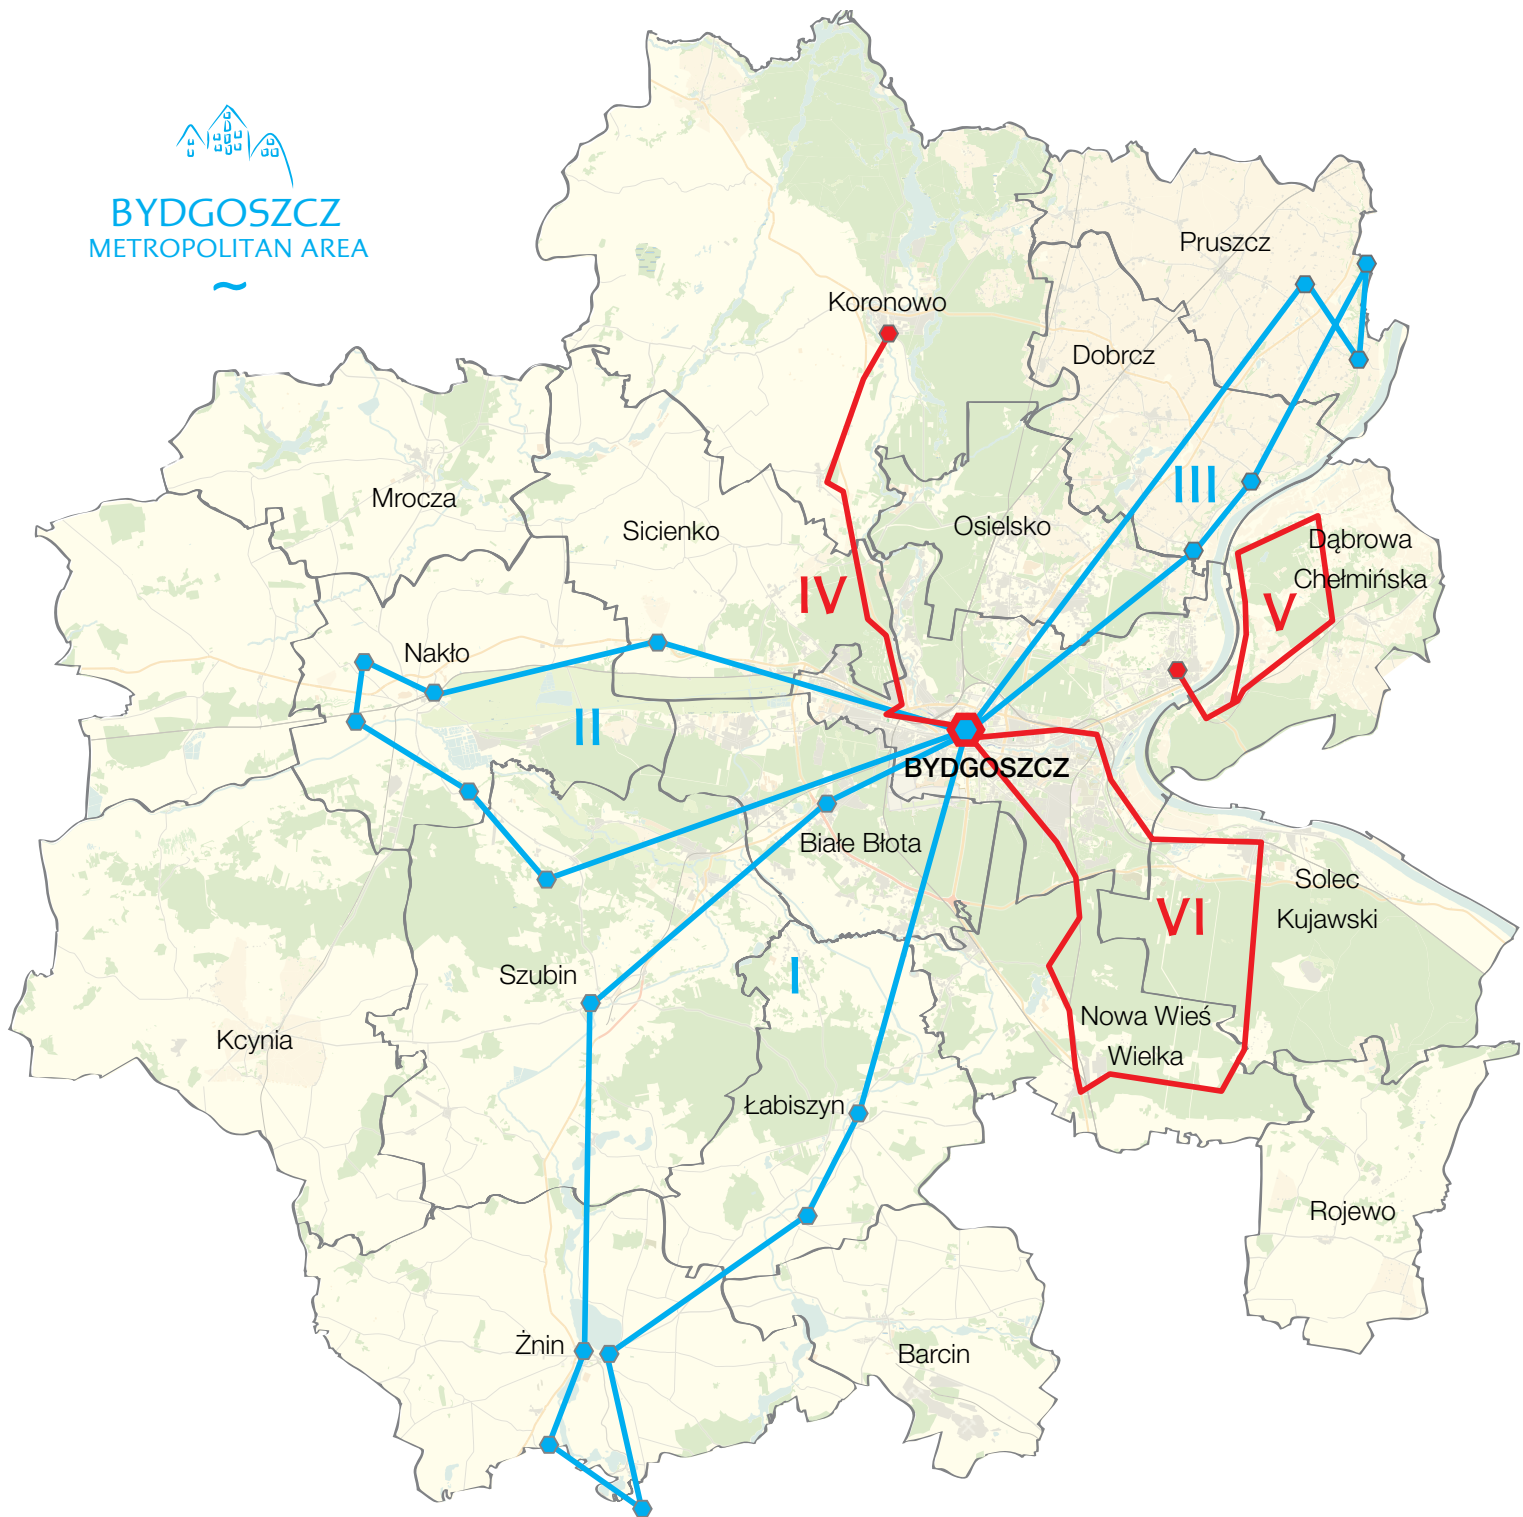 BYDGOSZCZ
METROPOLITAN AREA
~
Pruszcz
Koronowo
Dobrcz
III
Mrocza
Sicienko
Osielsko
Dąbrowa
Chełmińska
IV
V
Nakło
II
BYDGOSZCZ
Białe Błota
Solec
Kujawski
VI
Szubin
I
Nowa Wieś
Wielka
Kcynia
Łabiszyn
Rojewo
Żnin
Barcin